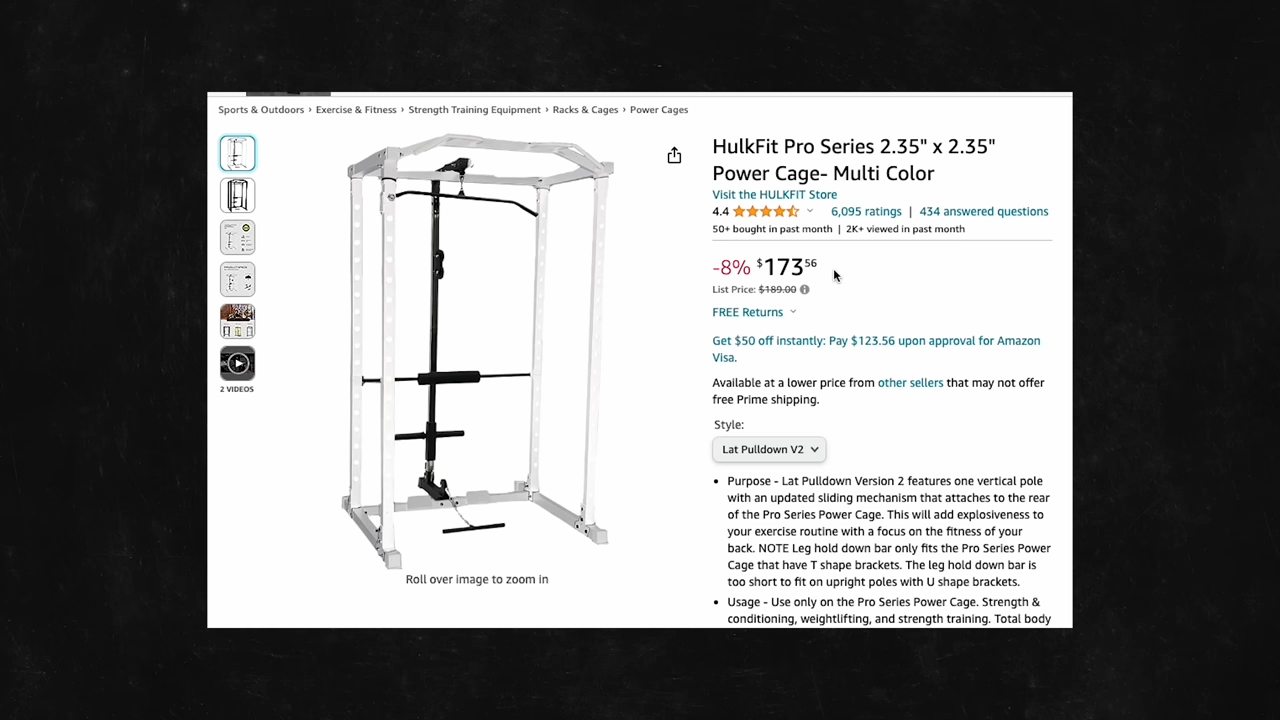 Sports & Outdoors › Exercise & Fitness › Strength Training Equipment › Racks & Cages › Power Cages
HulkFit Pro Series 2.35" x 2.35"
Power Cage- Multi Color
Visit the HULKFIT Store
4.4 6,095 ratings | 434 answered questions
50+ bought in past month | 2K+ viewed in past month
-8% $173 56
List Price: $189.00
FREE Returns
Get $50 off instantly: Pay $123.56 upon approval for Amazon
Visa.
Available at a lower price from other sellers that may not offer
free Prime shipping.
Style:
Lat Pulldown V2
• Purpose - Lat Pulldown Version 2 features one vertical pole
with an updated sliding mechanism that attaches to the rear
of the Pro Series Power Cage. This will add explosiveness to
your exercise routine with a focus on the fitness of your
back. NOTE Leg hold down bar only fits the Pro Series Power
Cage that have T shape brackets. The leg hold down bar is
too short to fit on upright poles with U shape brackets.
• Usage - Use only on the Pro Series Power Cage. Strength &
conditioning, weightlifting, and strength training. Total body
2 VIDEOS
Roll over image to zoom in